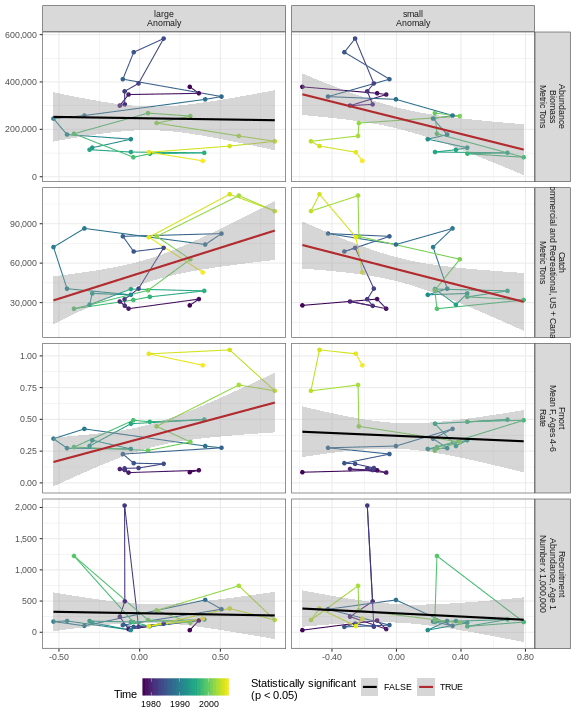 large
Anomaly
small
Anomaly
600,000
400,000
200,000
0
Abundance
Biomass
Metric Tons
90,000
60,000
30,000
Catch
ommercial and Recreational, US + Cana
Metric Tons
1.00
0.75
0.50
0.25
0.00
Fmort
Mean F, Ages 4-6
Rate
2,000
1,500
1,000
500
0
Recruitment
Abundance, Age 1
Number x 1,000,000
-0.50 0.00 0.50
-0.40 0.00 0.40 0.80
Time
1980 1990 2000
Statistically significant
(p < 0.05)
FALSE TRUE